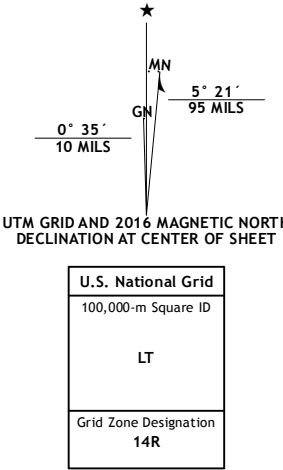 ★
MN
5° 21´
95 MILS
GN
0° 35´
10 MILS
UTM GRID AND 2016 MAGNETIC NORTH
DECLINATION AT CENTER OF SHEET
U.S. National Grid
100,000-m Square ID
LT
Grid Zone Designation
14R